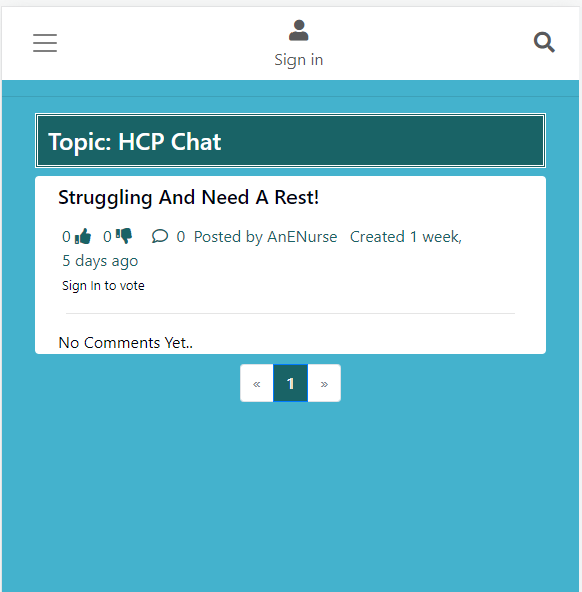 Sign in
Topic: HCP Chat
Struggling And Need A Rest!
0 0 0 Posted by AnENurse Created 1 week,
5 days ago
Sign In to vote
No Comments Yet..
« 1 »